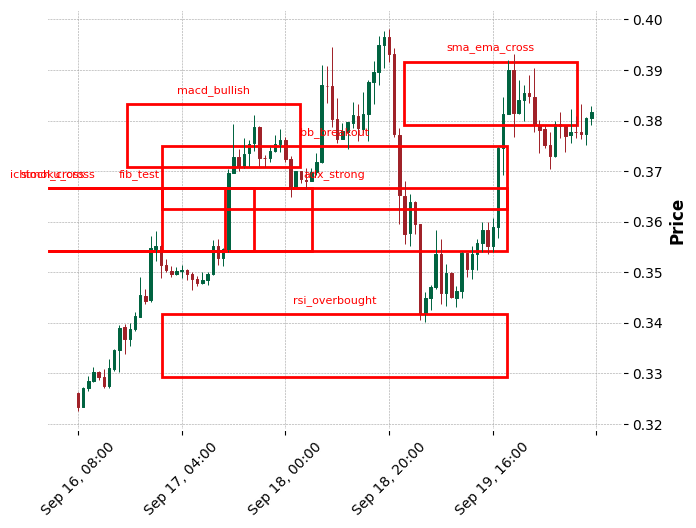 0.40
sma_ema_cross
0.39
macd_bullish
0.38
bb_breakout
0.37
fib_test
adx_strong
0.36
Price
0.35
rsi_overbought
0.34
0.33
0.32
Sep 16, 08:00
Sep 17, 04:00
Sep 18, 00:00
Sep 18, 20:00
Sep 19, 16:00